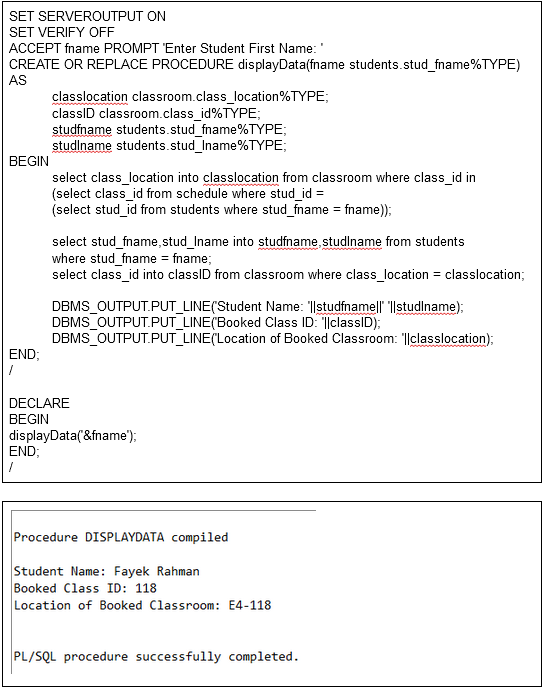 SET SERVEROUTPUT ON
SET VERIFY OFF
ACCEPT fname PROMPT 'Enter Student First Name: '
CREATE OR REPLACE PROCEDURE displayData(fname students.stud_fname%TYPE)
AS
classlocation classroom.class_location%TYPE;
classID classroom.class_id%TYPE;
studfname students.stud_fname%TYPE;
studlname students.stud_lname%TYPE;
BEGIN
select class_location into classlocation from classroom where class_id in
(select class_id from schedule where stud_id =
(select stud_id from students where stud_fname = fname));
select stud_fname,stud_lname into studfname,studlname from students
where stud_fname = fname;
select class_id into classID from classroom where class_location = classlocation;
DBMS_OUTPUT.PUT_LINE('Student Name: '||studfname||' '||studlname);
DBMS_OUTPUT.PUT_LINE('Booked Class ID: '||classID);
DBMS_OUTPUT.PUT_LINE('Location of Booked Classroom: '||classlocation);
END;
/
DECLARE
BEGIN
displayData('&fname');
END;
/
Procedure DISPLAYDATA compiled
Student Name: Fayek Rahman
Booked Class ID: 118
Location of Booked Classroom: E4-118
PL/SQL procedure successfully completed.